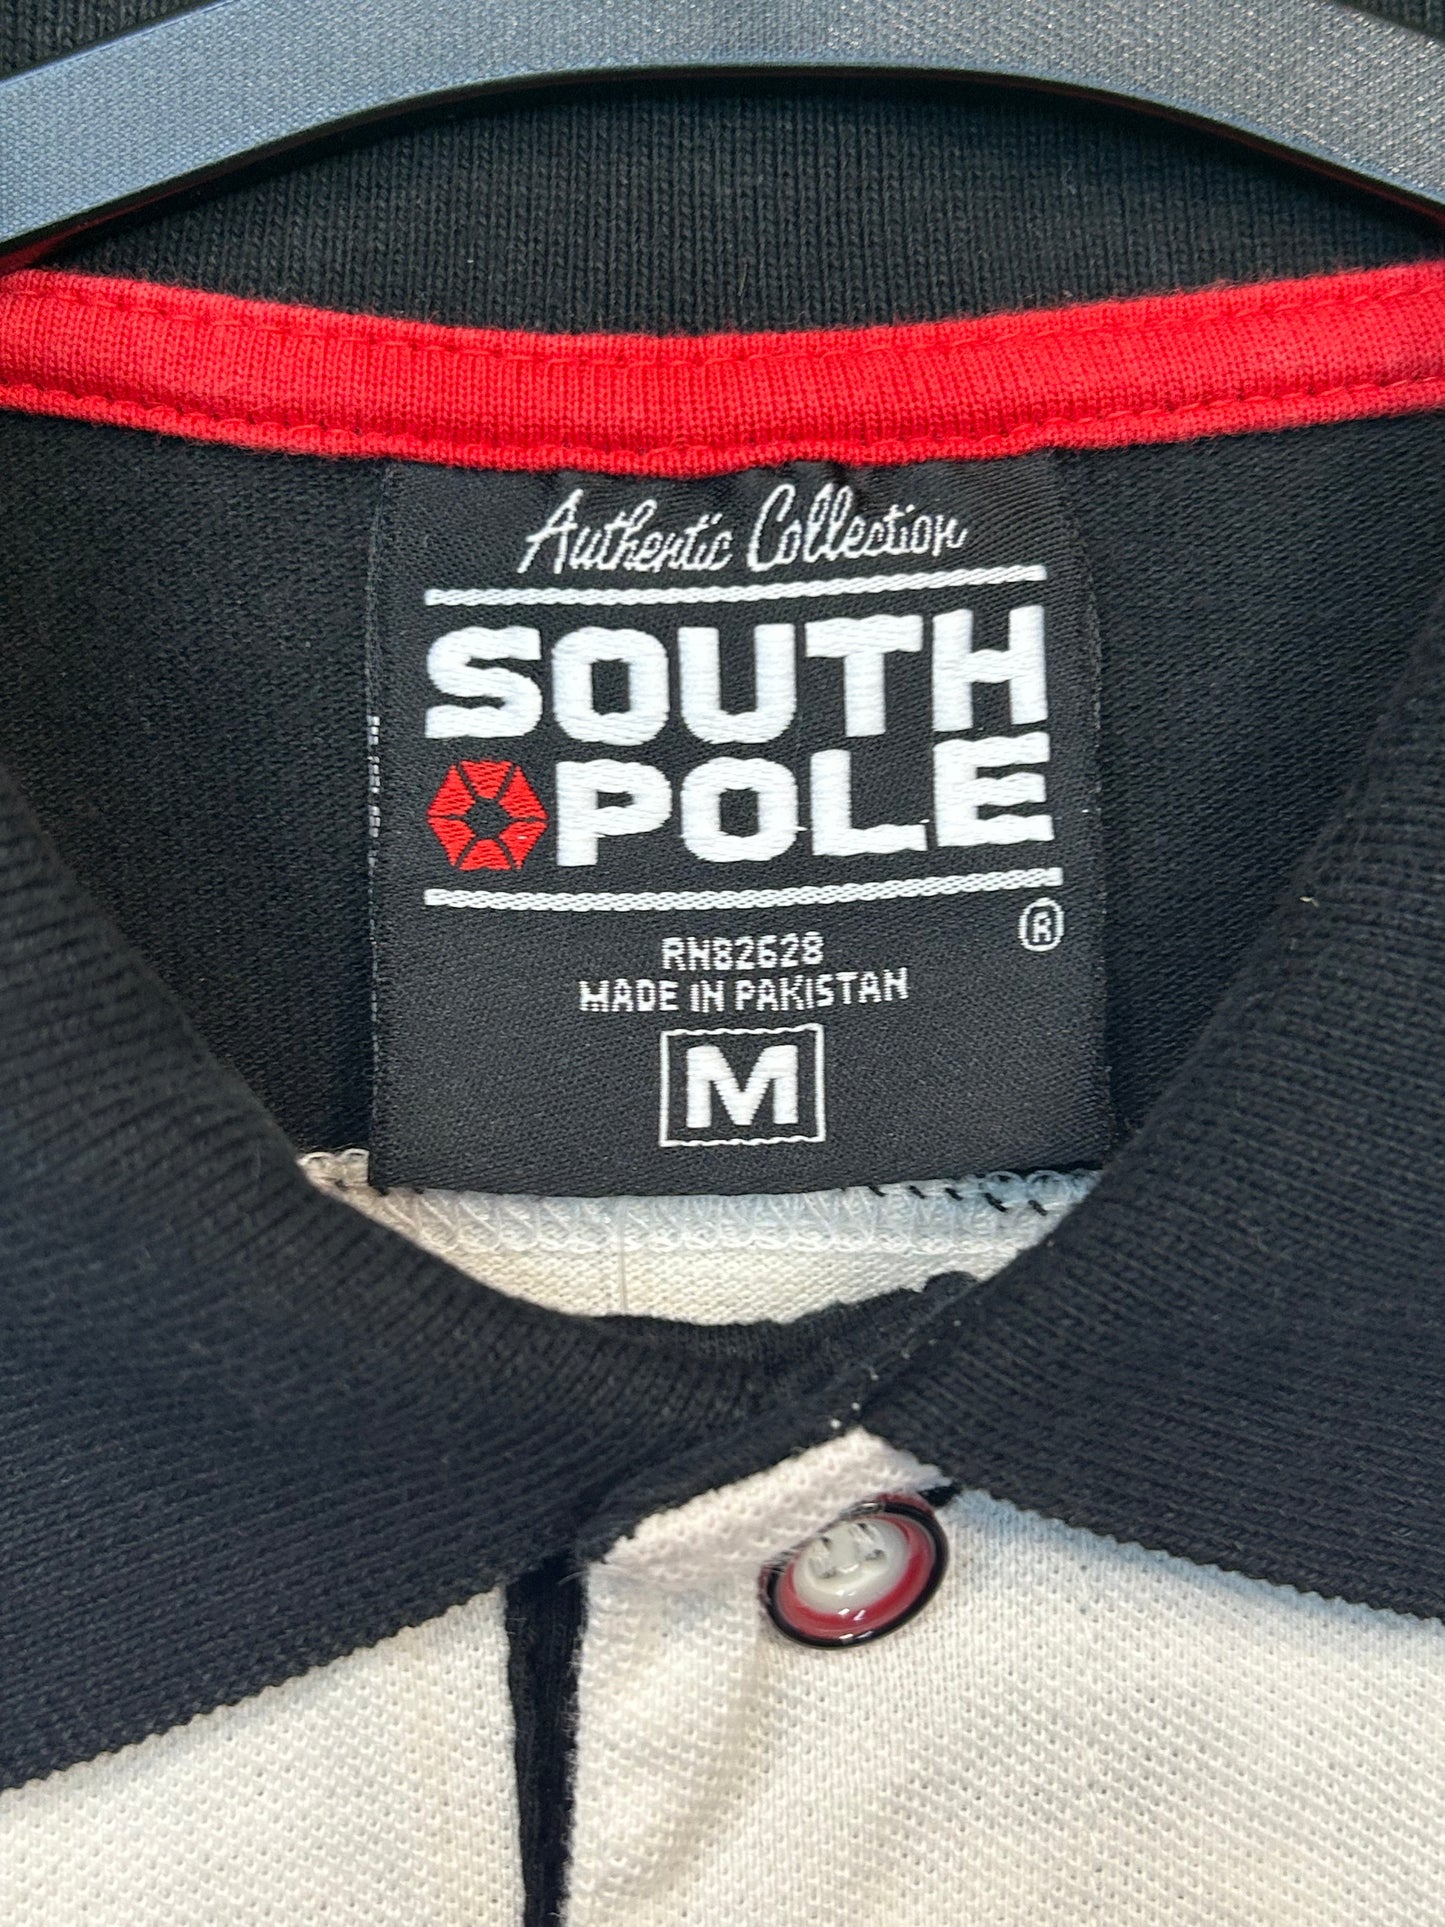 Authentic Collection
SOUTH
POLE
®
RN82628
MADE IN PAKISTAN
M